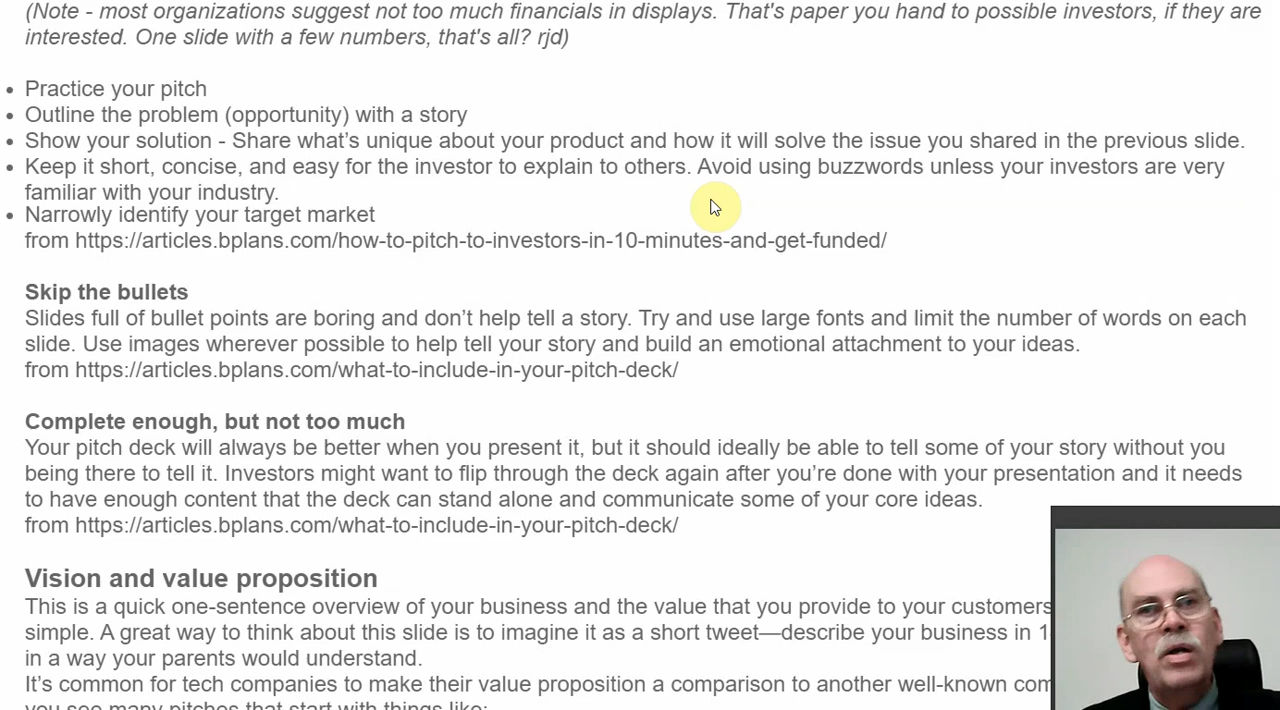 (Note - most organizations suggest not too much financials in displays. That's paper you hand to possible investors, if they are
interested. One slide with a few numbers, that's all? rjd)
• Practice your pitch
• Outline the problem (opportunity) with a story
• Show your solution - Share what’s unique about your product and how it will solve the issue you shared in the previous slide.
• Keep it short, concise, and easy for the investor to explain to others. Avoid using buzzwords unless your investors are very
familiar with your industry.
• Narrowly identify your target market
from https://articles.bplans.com/how-to-pitch-to-investors-in-10-minutes-and-get-funded/
Skip the bullets
Slides full of bullet points are boring and don’t help tell a story. Try and use large fonts and limit the number of words on each
slide. Use images wherever possible to help tell your story and build an emotional attachment to your ideas.
from https://articles.bplans.com/what-to-include-in-your-pitch-deck/
Complete enough, but not too much
Your pitch deck will always be better when you present it, but it should ideally be able to tell some of your story without you
being there to tell it. Investors might want to flip through the deck again after you’re done with your presentation and it needs
to have enough content that the deck can stand alone and communicate some of your core ideas.
from https://articles.bplans.com/what-to-include-in-your-pitch-deck/
Vision and value proposition
This is a quick one-sentence overview of your business and the value that you provide to your customers
simple. A great way to think about this slide is to imagine it as a short tweet—describe your business in
in a way your parents would understand.
It’s common for tech companies to make their value proposition a comparison to another well-known
you see many pitches that start with things like: